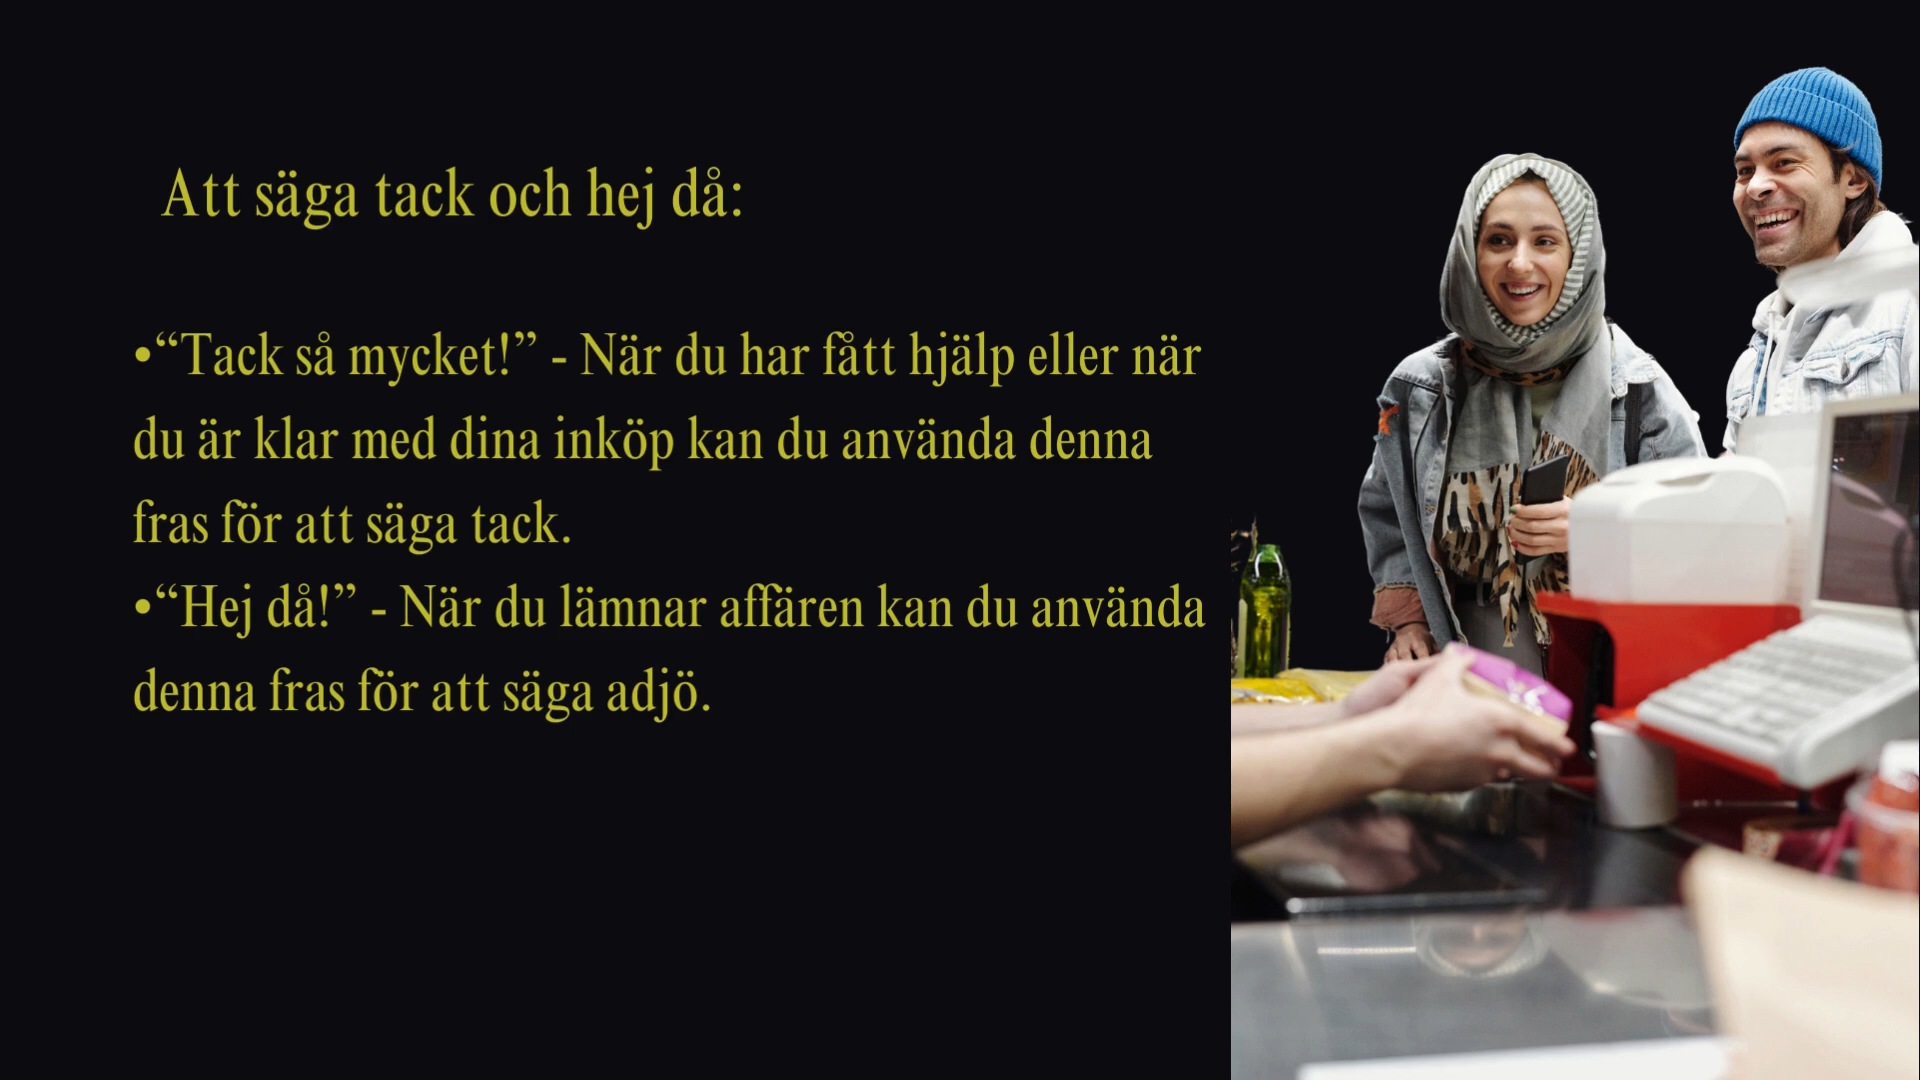 Att säga tack och hej då:
•“Tack så mycket!” - När du har fått hjälp eller när
du är klar med dina inköp kan du använda denna
fras för att säga tack.
•“Hej då!” - När du lämnar affären kan du använda
denna fras för att säga adjö.